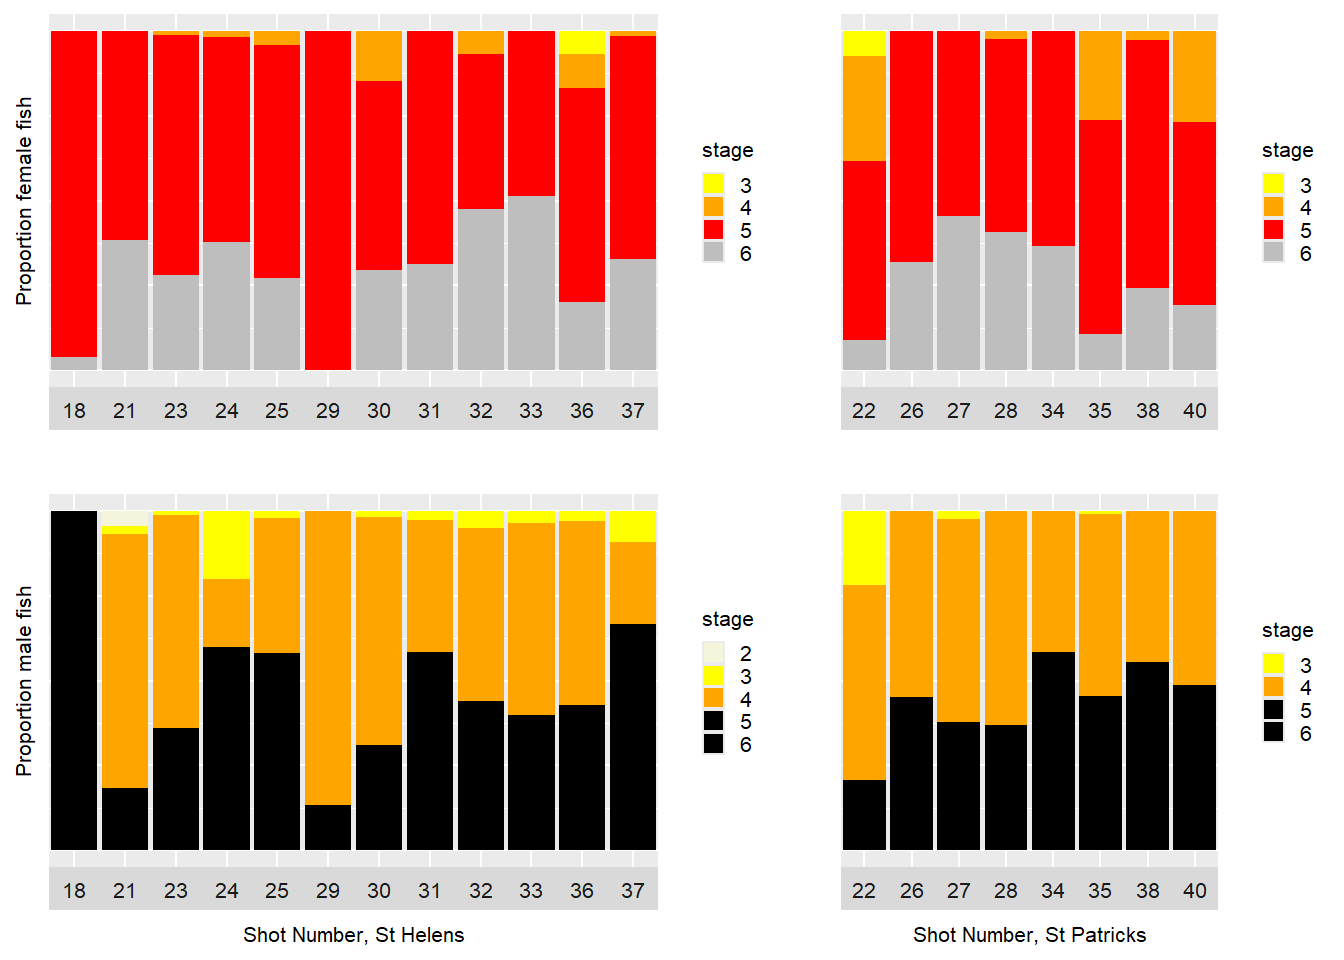 Proportion female fish
18 21 23 24 25 29 30 31 32 33 36 37
stage
3
4
5
6
22 26 27 28 34 35 38 40
stage
3
4
5
6
Proportion male fish
18 21 23 24 25 29 30 31 32 33 36 37
Shot Number, St Helens
stage
2
3
4
5
6
22 26 27 28 34 35 38 40
Shot Number, St Patricks
stage
3
4
5
6